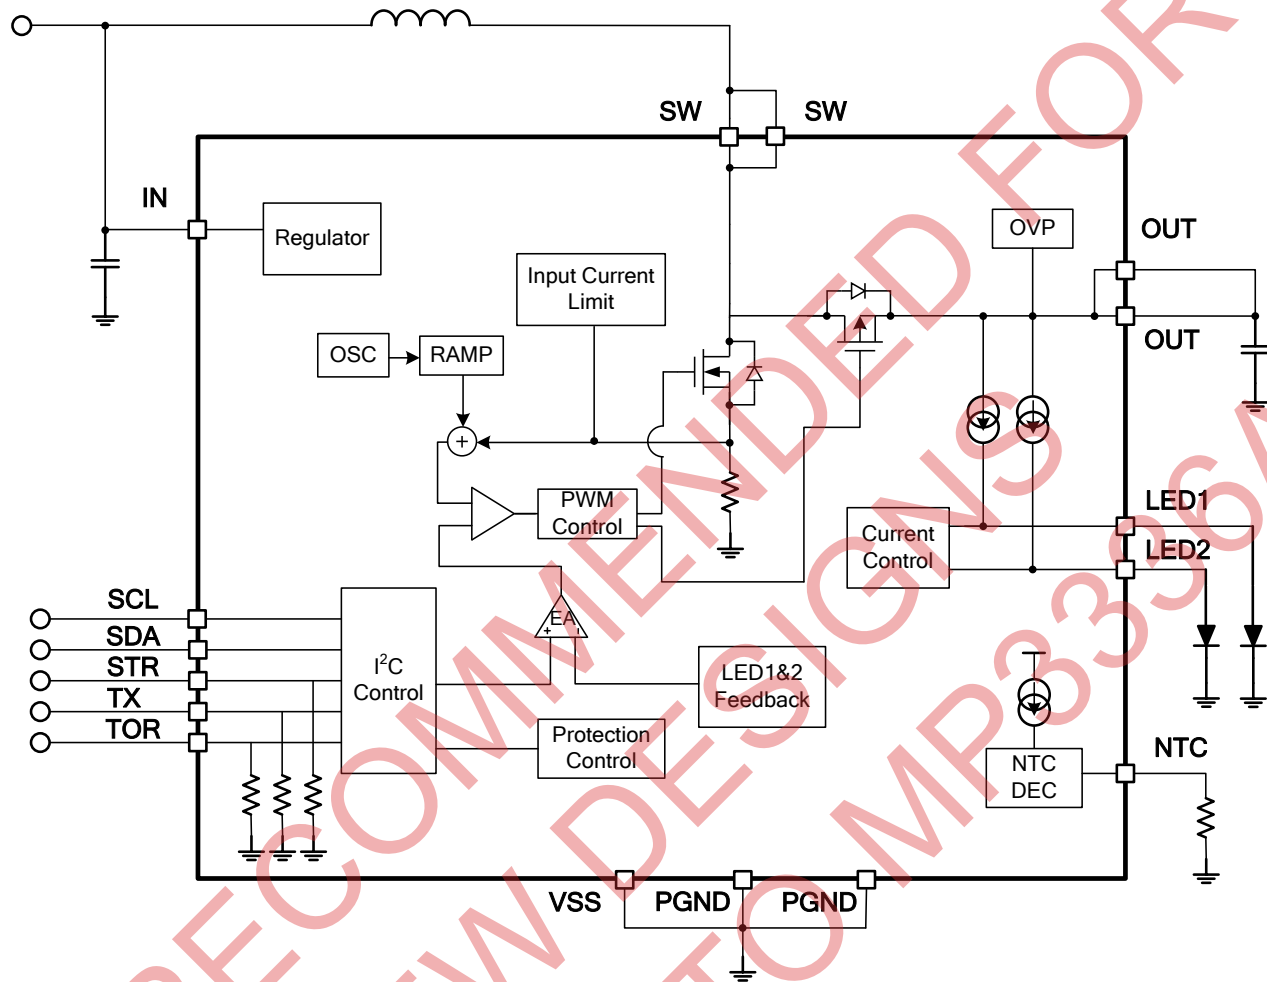 SW
SW
IN
Regulator
OVP
OUT
Input Current
Limit
OUT
OSC
RAMP
+
PWM
Control
LED1
Current
Control
LED2
SCL
SDA
STR
TX
TOR
I²C
Control
EA
+
-
LED1&2
Feedback
Protection
Control
NTC
DEC
NTC
VSS
PGND
PGND
RECOMMENDED FOR
EW DESIGNS
TO MP3336A